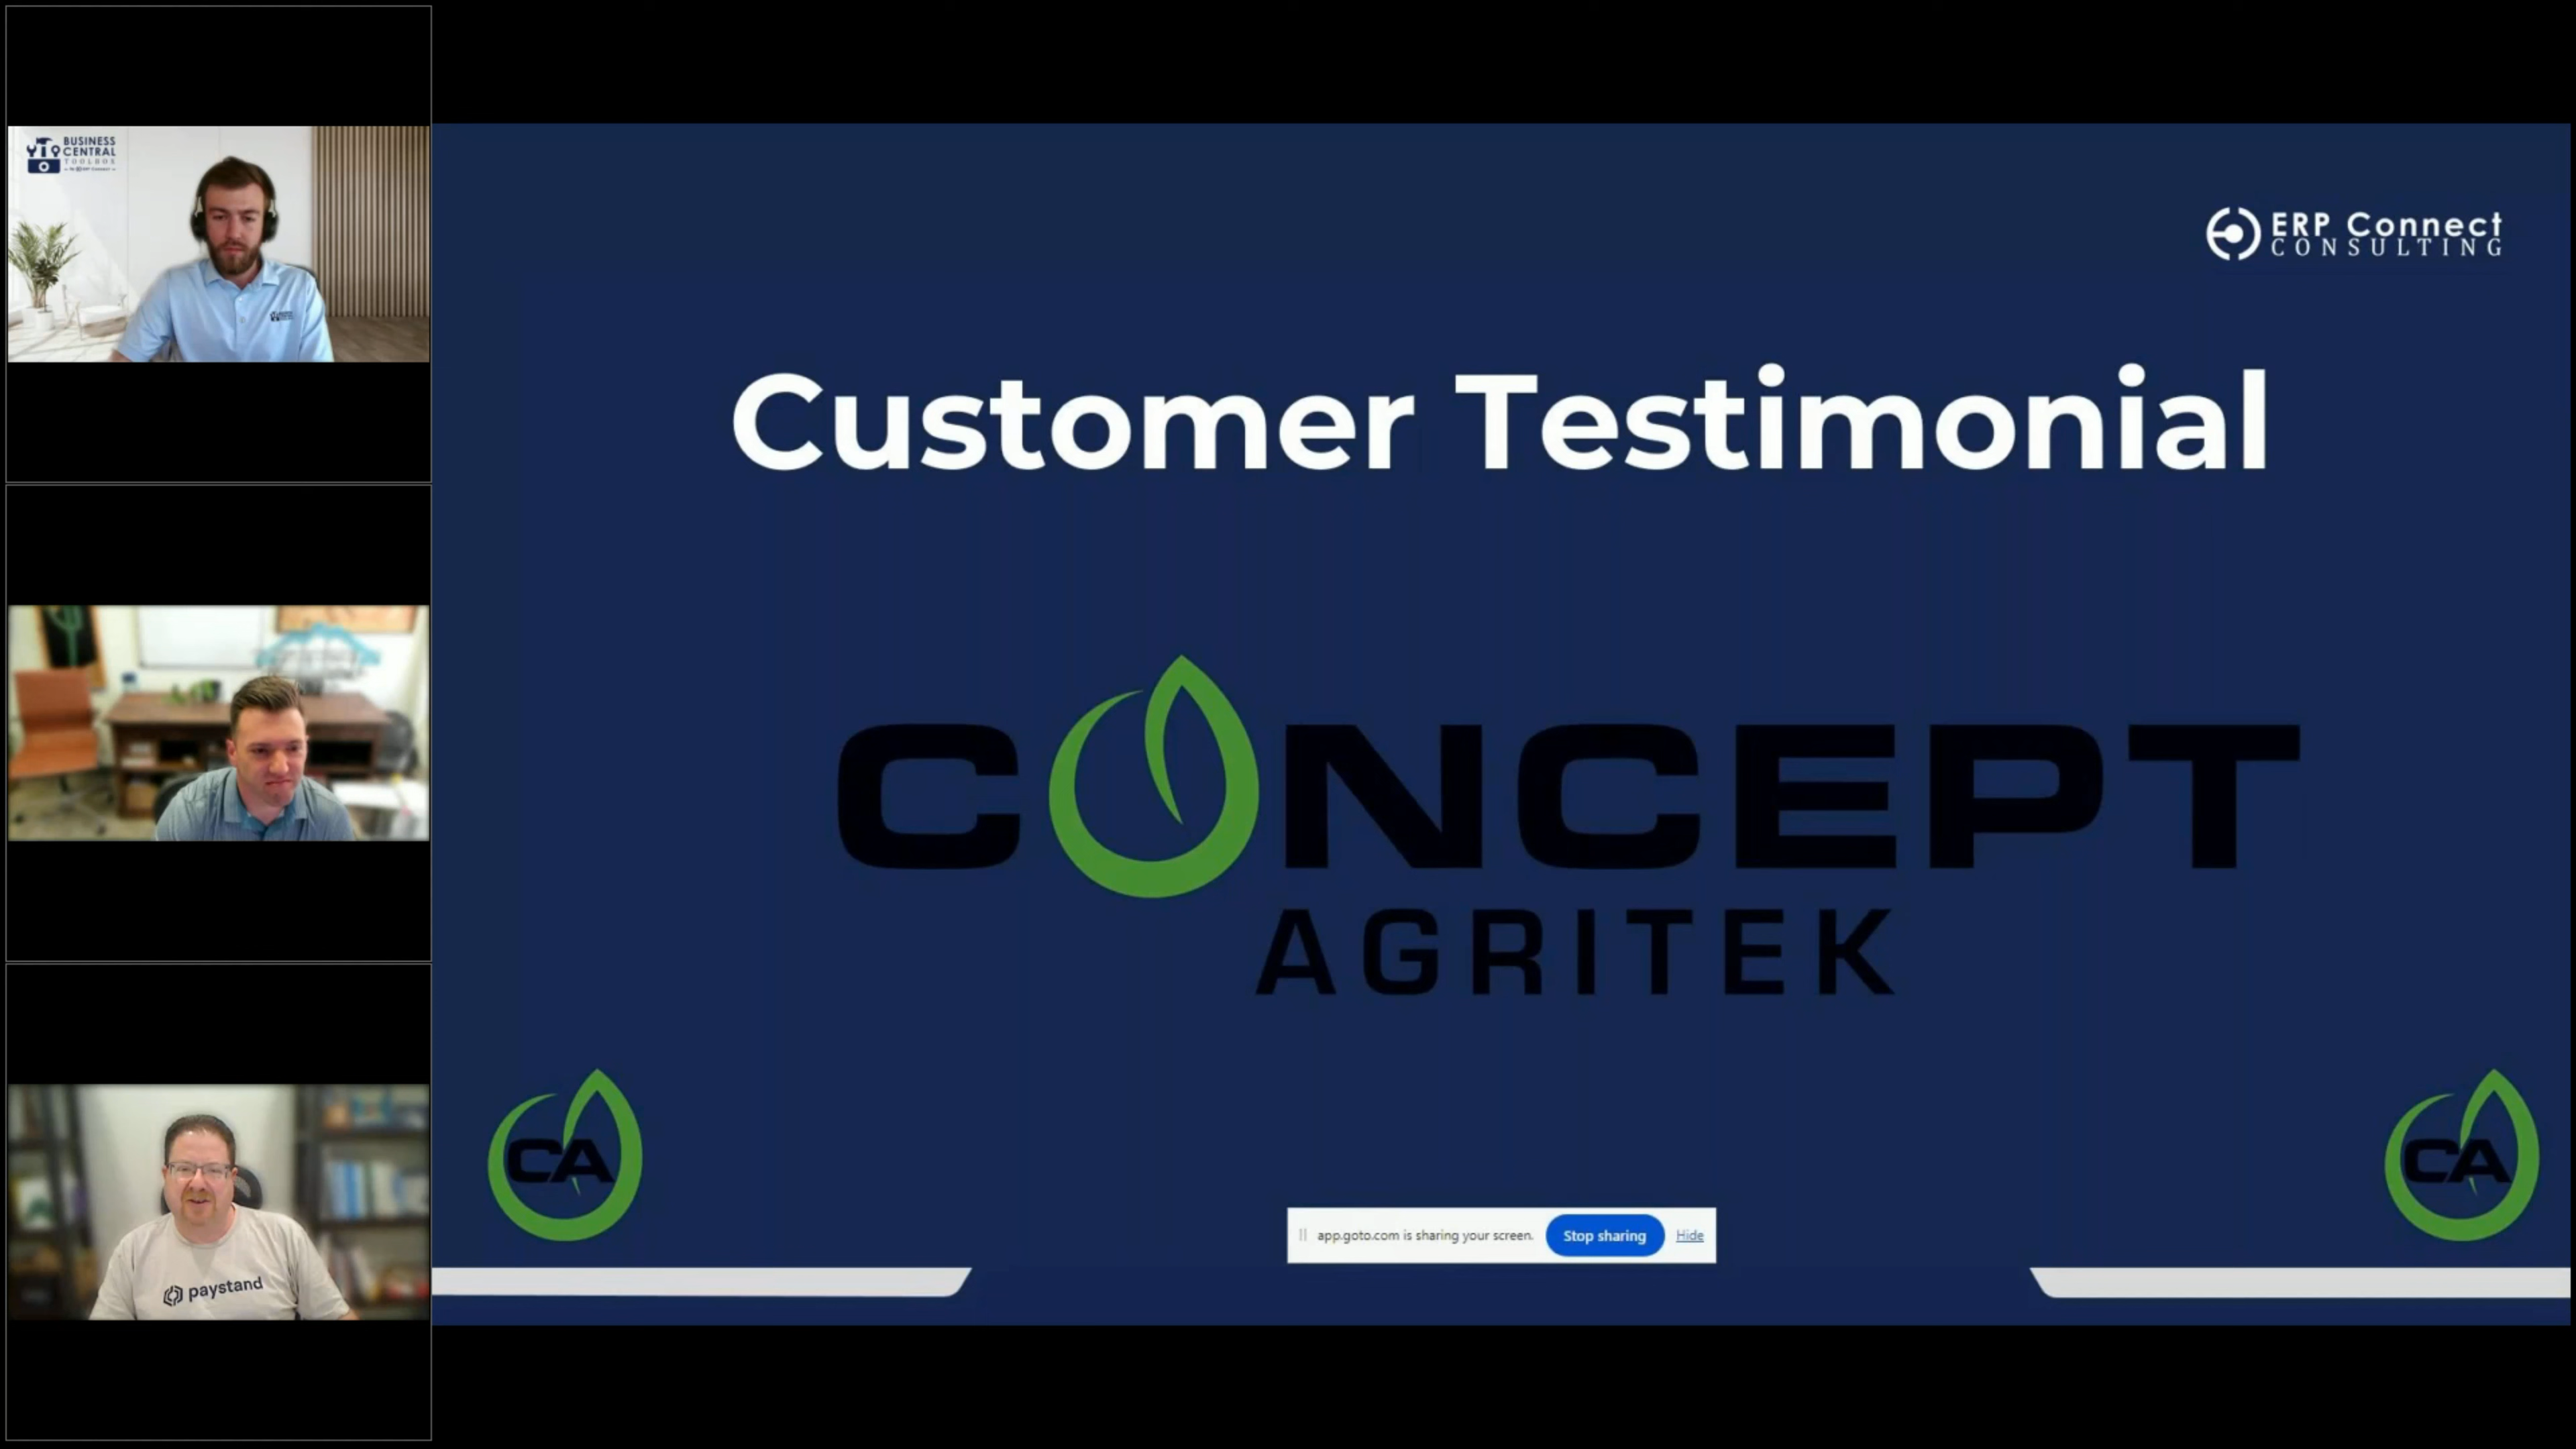 BUSINESS
CENTRAL
TOOLBOX
paystand
ERP Connect
CONSULTING
Customer Testimonial
CONCEPT
AGRITEK
CA
CA
app.goto.com is sharing your screen. Stop sharing Hide